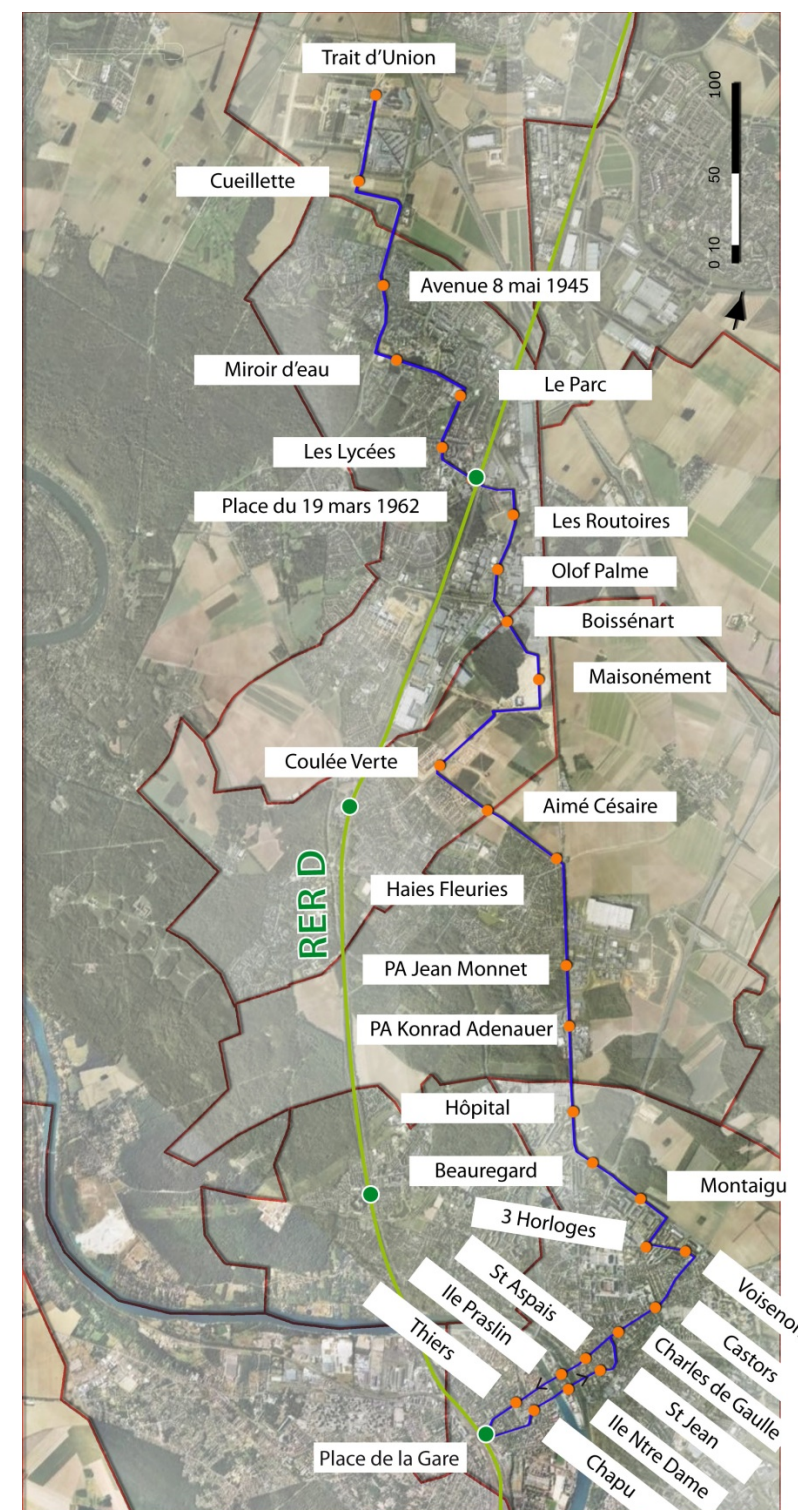 Trait d'Union
100
50
0 10
Cueillette
Avenue 8 mai 1945
Miroir d'eau
Le Parc
Les Lycées
Place du 19 mars 1962
Les Routoires
Olof Palme
Boissénart
Maisonément
Coulée Verte
Aimé Césaire
RER D
Haies Fleuries
PA Jean Monnet
PA Konrad Adenauer
Hôpital
Beauregard
Montaigu
3 Horloges
Voisenon
St Aspais
Ile Praslin
Thiers
Castors
Charles de Gaulle
St Jean
Ile Ntre Dame
Chapu
Place de la Gare